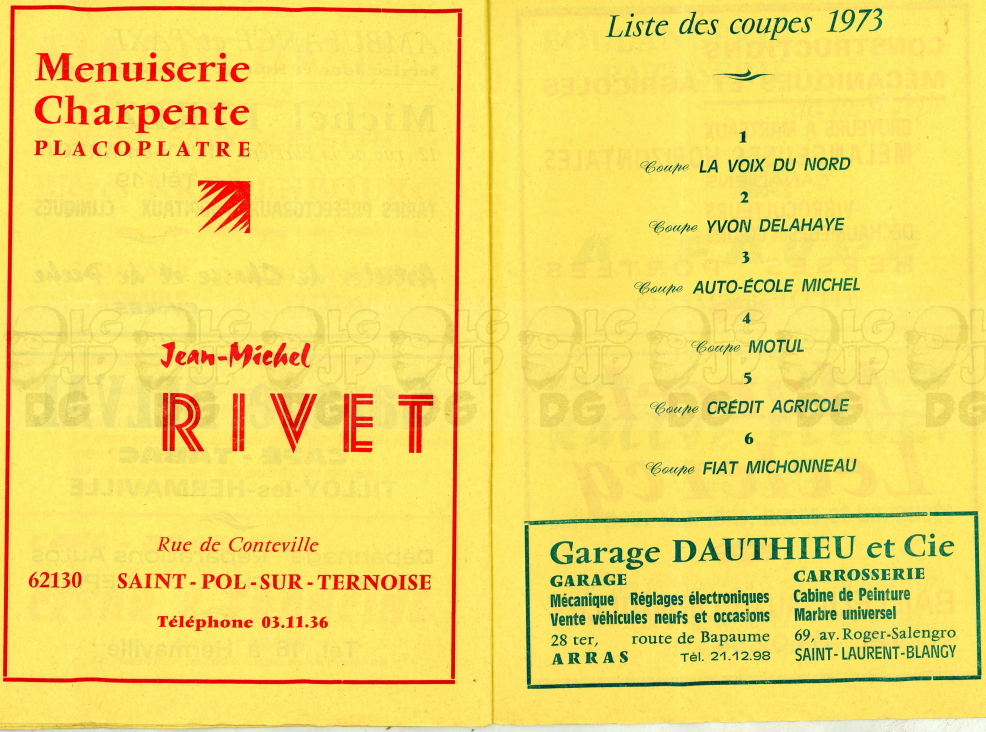 Menuiserie
Charpente
PLACOPLATRE
Jean-Michel
RIVET
Rue de Conteville
62130 SAINT-POL-SUR-TERNOISE
Téléphone 03.11.36
Liste des coupes 1973
1
Coupe LA VOIX DU NORD
2
Coupe YVON DELAHAYE
3
Coupe AUTO-ÉCOLE MICHEL
4
Coupe MOTUL
5
Coupe CRÉDIT AGRICOLE
6
Coupe FIAT MICHONNEAU
Garage DAUTHIEU et Cie
GARAGE
Mécanique Réglages électroniques
Vente véhicules neufs et occasions
28 ter, route de Bapaume
ARRAS Tél. 21.12.98
CARROSSERIE
Cabine de Peinture
Marbre universel
69, av. Roger-Salengro
SAINT-LAURENT-BLANGY
LG
JP
DG